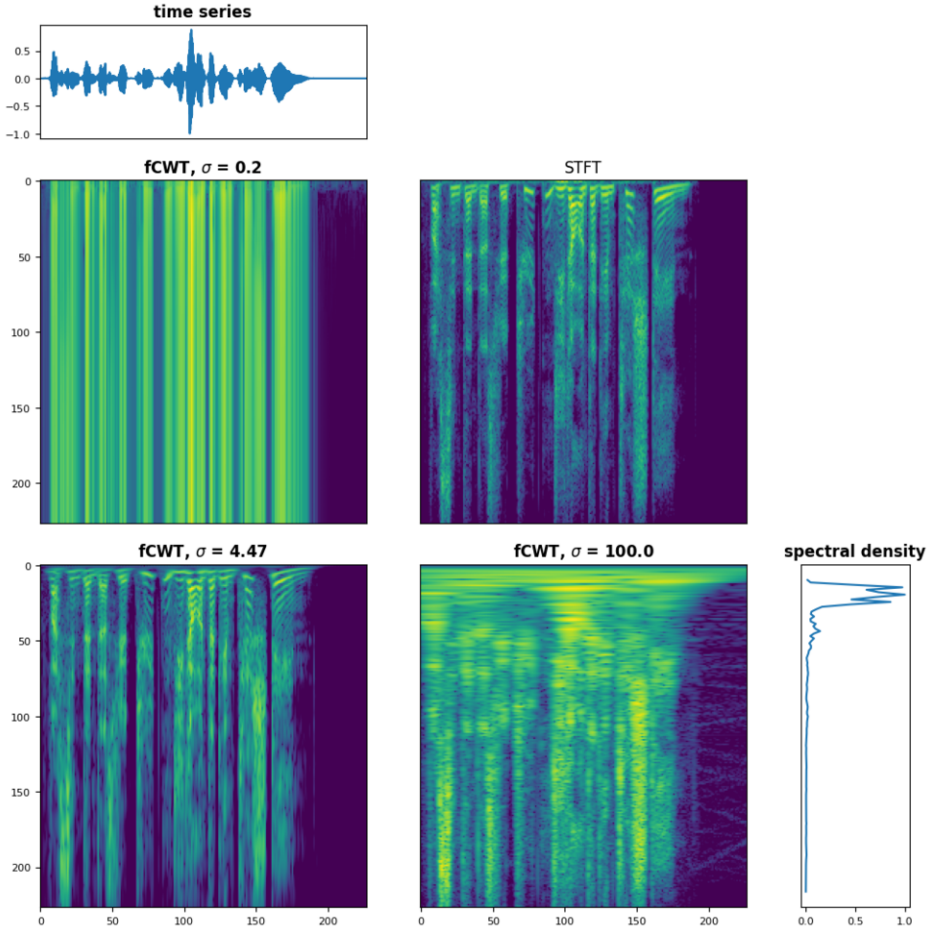 time series
0.5
0.0
−0.5
−1.0
fCWT, σ = 0.2
0
50
100
150
200
STFT
fCWT, σ = 4.47
0
50
100
150
200
0 50 100 150 200
fCWT, σ = 100.0
0 50 100 150 200
spectral density
0.0 0.5 1.0